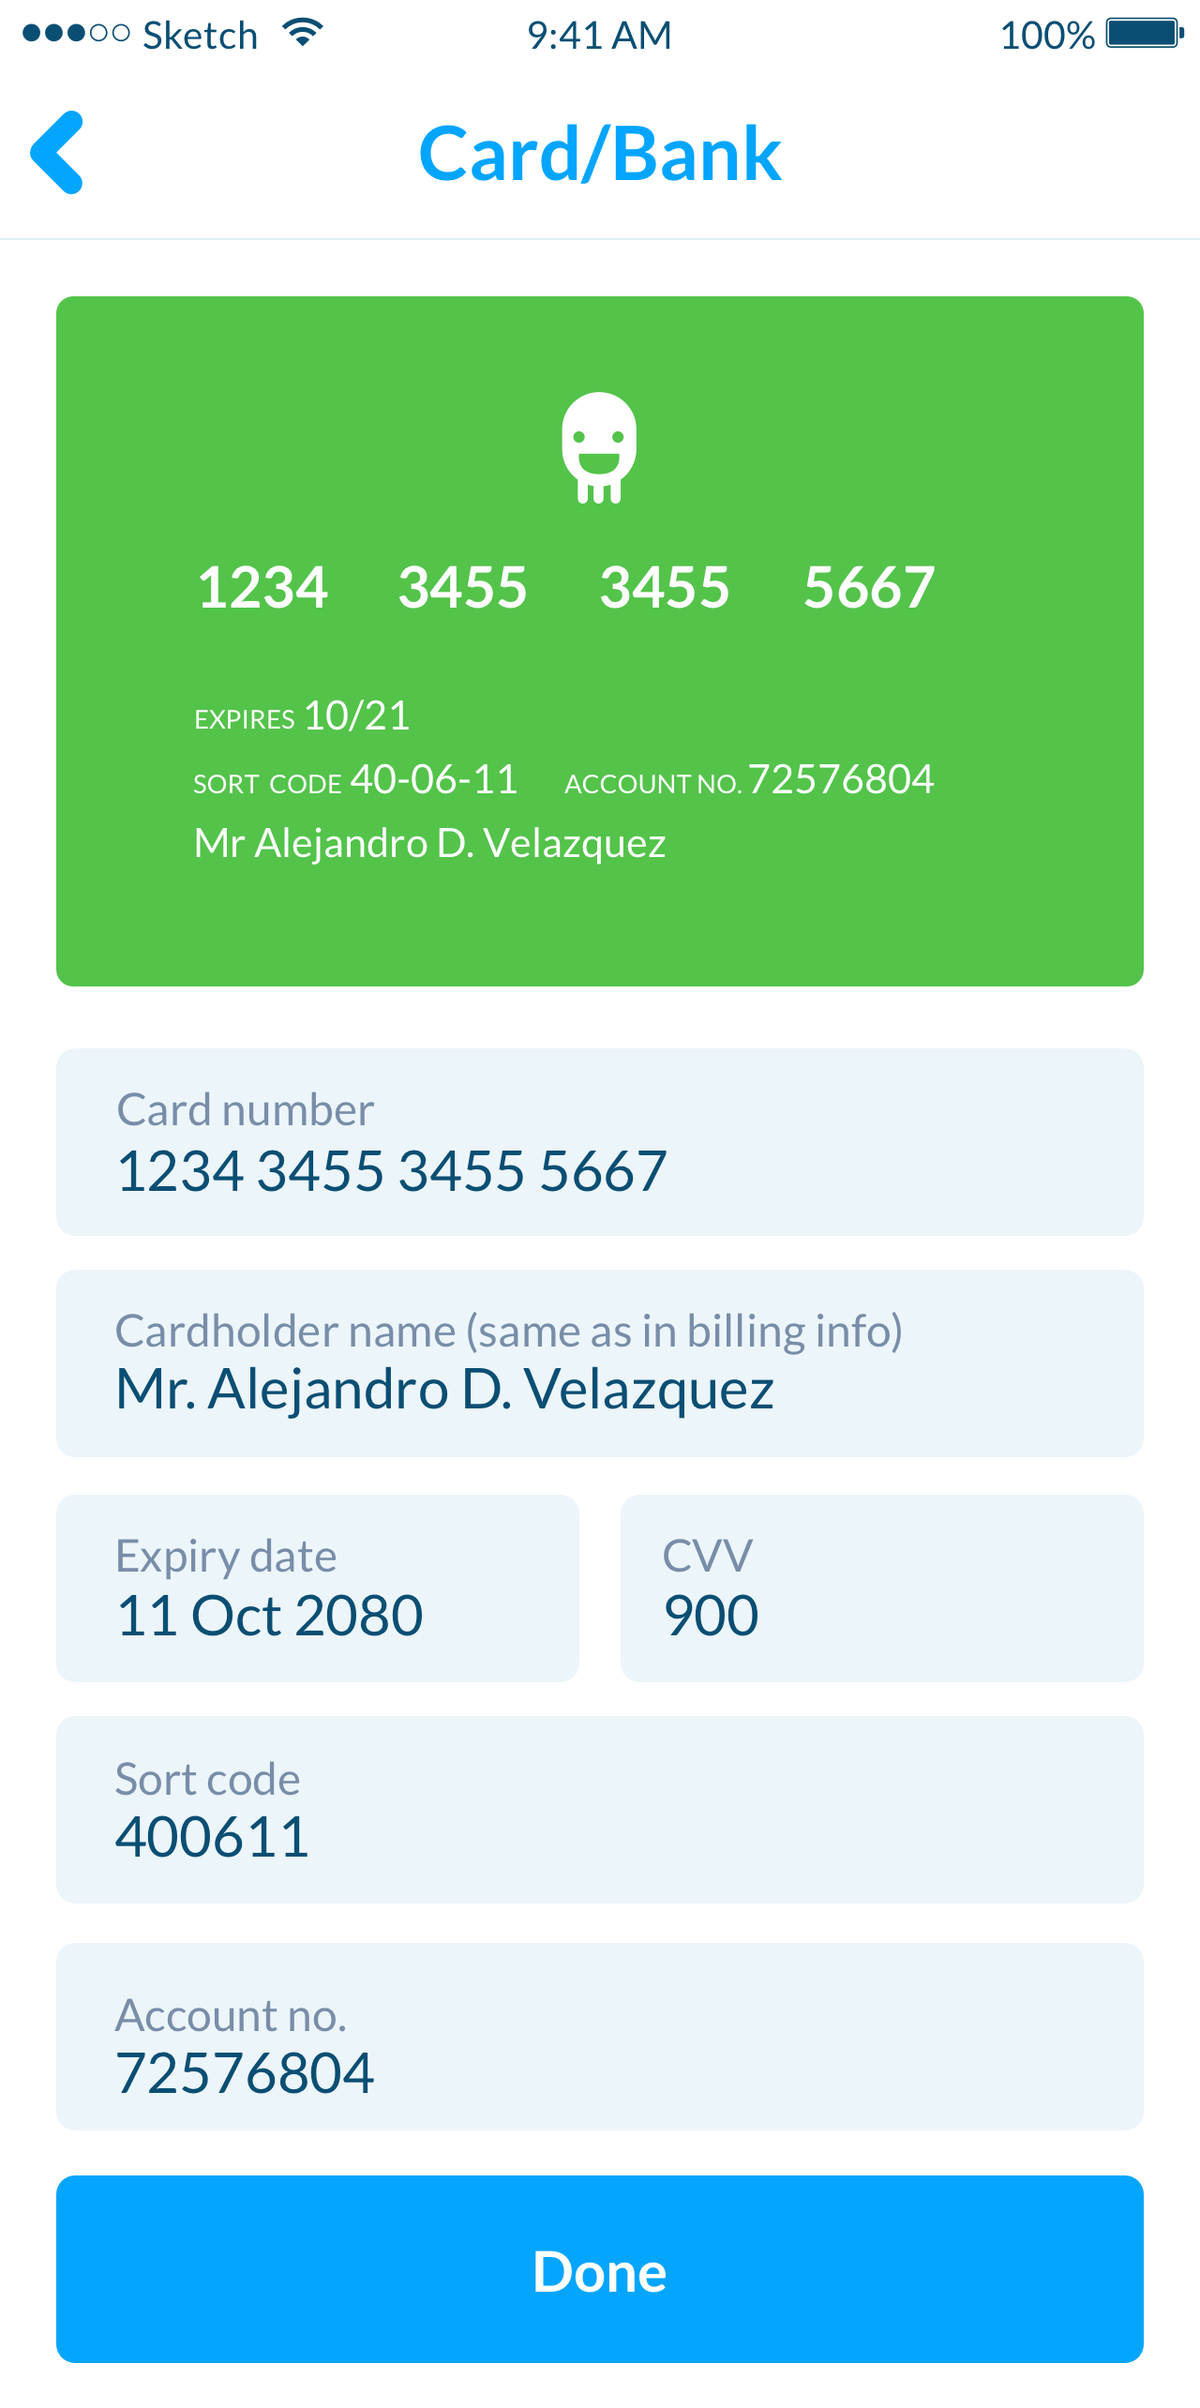 Sketch 9:41 AM 100%
Card/Bank
1234 3455 3455 5667
EXPIRES 10/21
SORT CODE 40-06-11 ACCOUNT NO. 72576804
Mr Alejandro D. Velazquez
Card number
1234 3455 3455 5667
Cardholder name (same as in billing info)
Mr. Alejandro D. Velazquez
Expiry date
11 Oct 2080
CVV
900
Sort code
400611
Account no.
72576804
Done